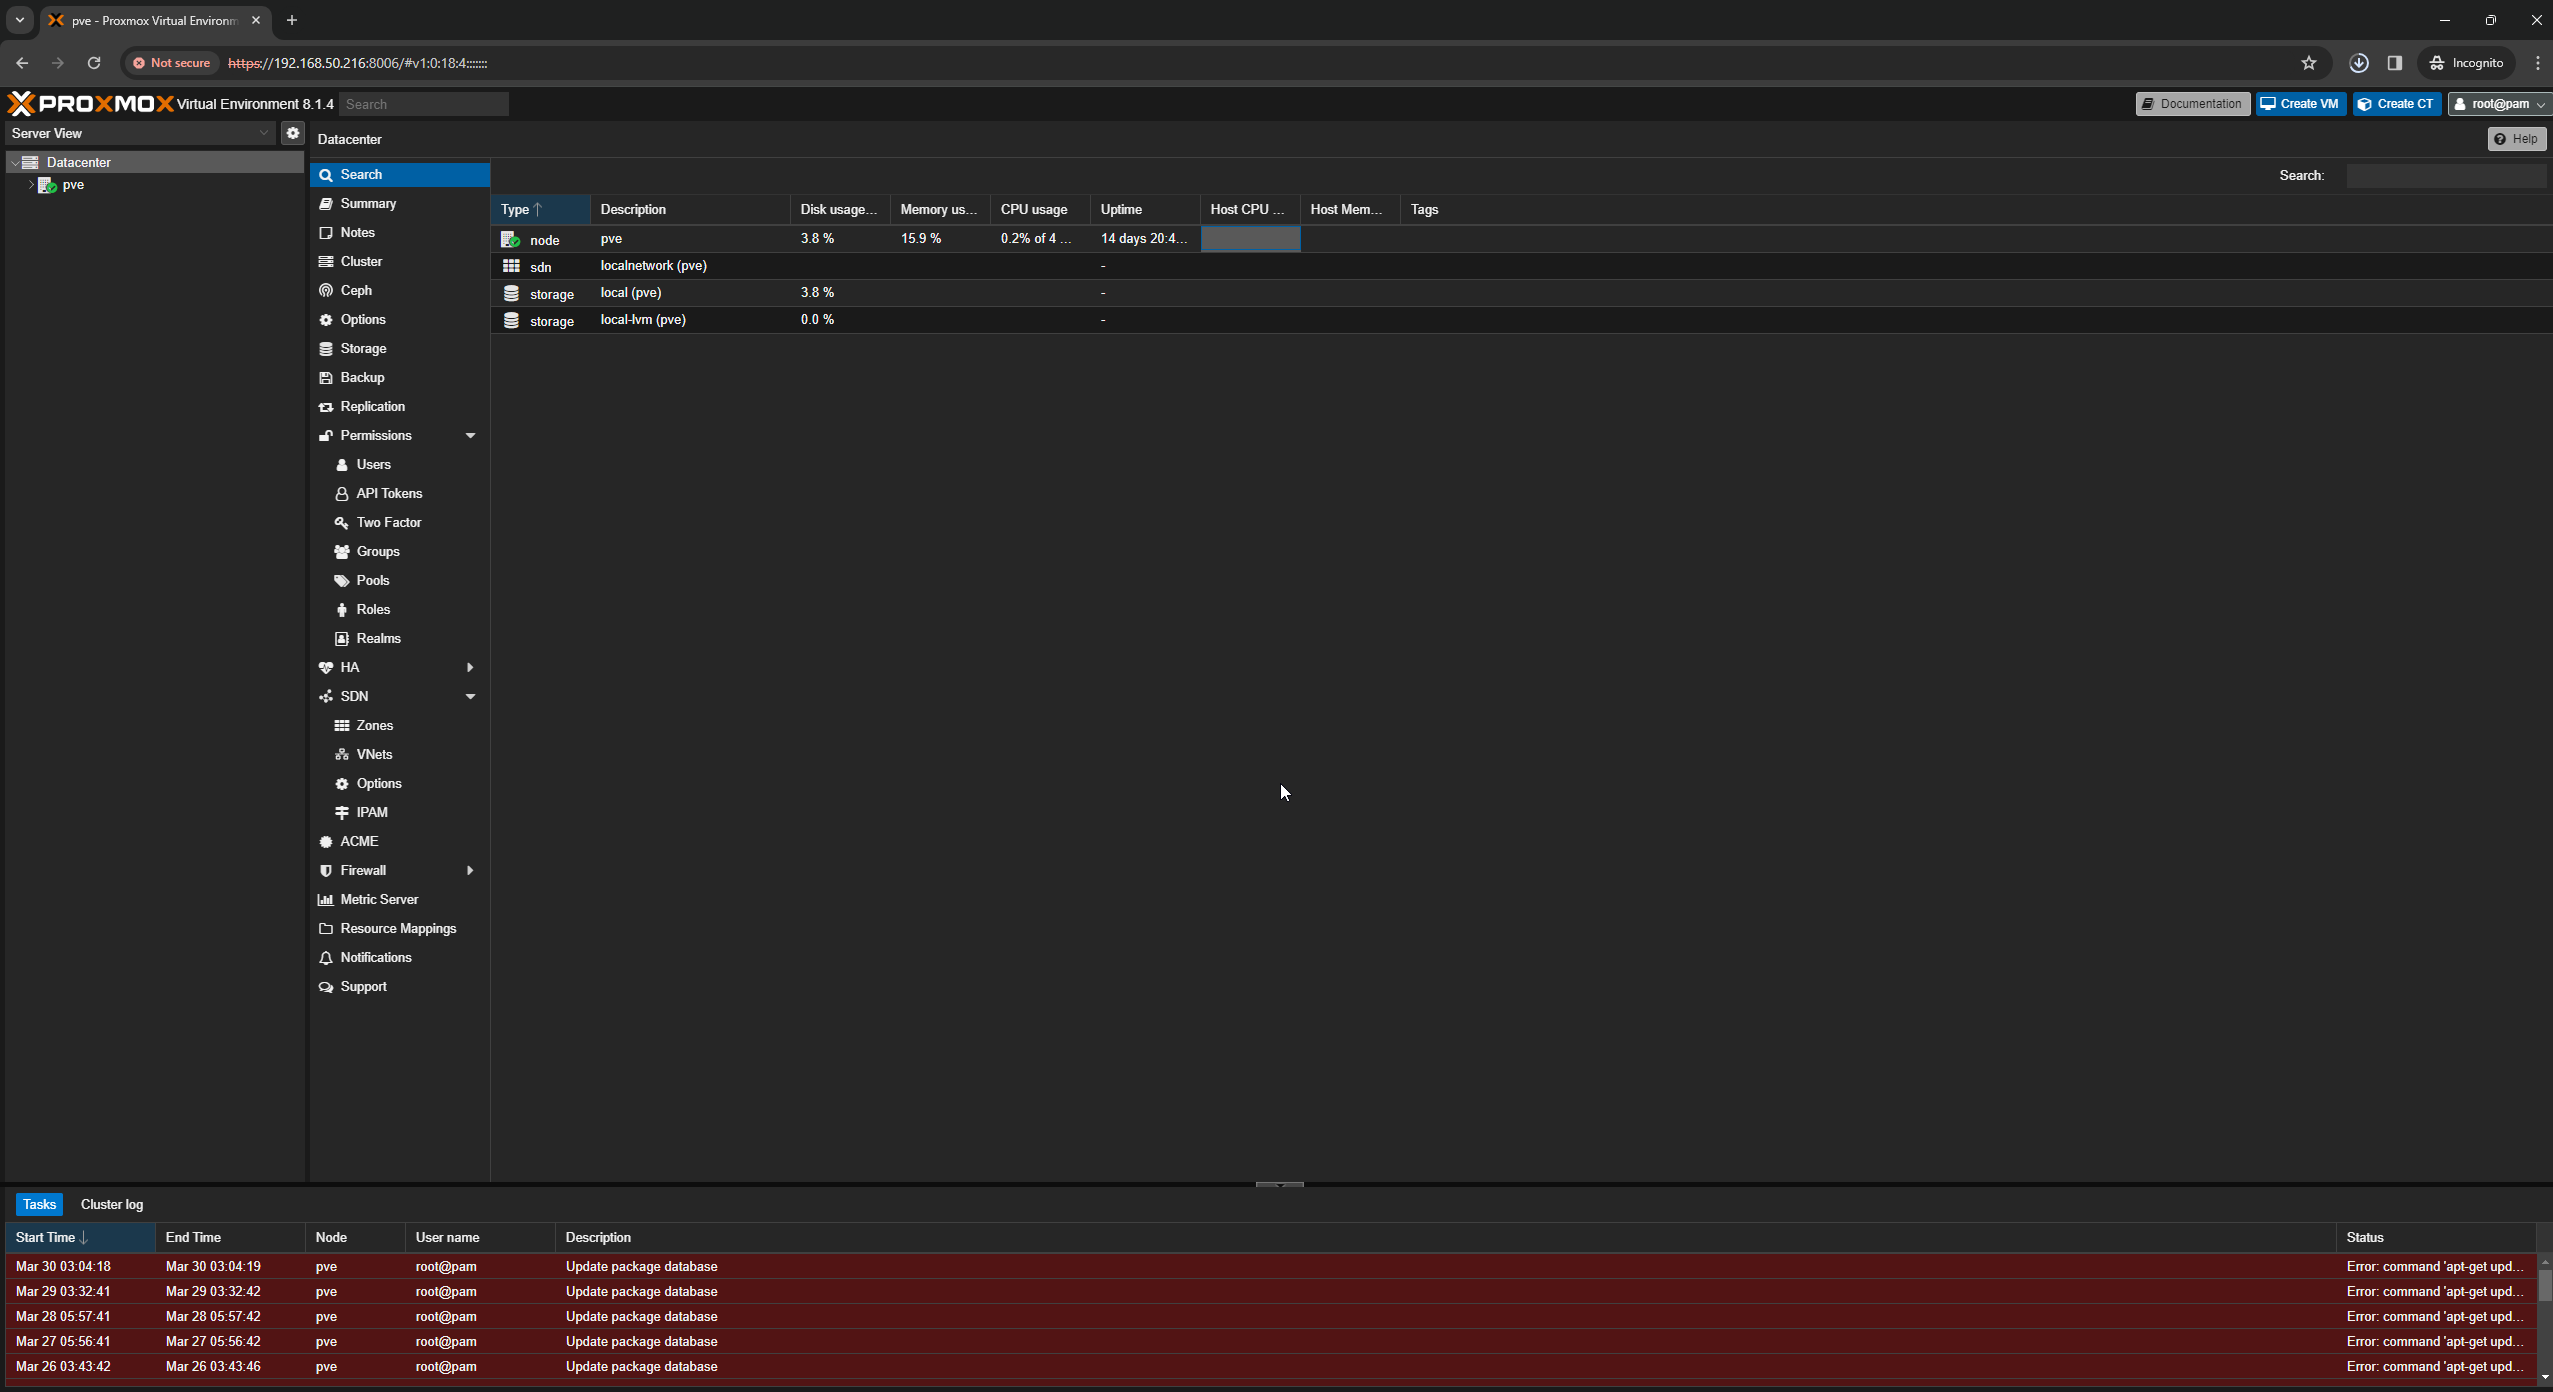 pve - Proxmox Virtual Environm
Not secure https://192.168.50.216:8006/#v1:0:18:4::::::: Incognito
PROXMOX Virtual Environment 8.1.4 Search Documentation Create VM Create CT root@pam
Server View
Datacenter
pve
Datacenter Help
Search
Summary
Notes
Cluster
Ceph
Options
Storage
Backup
Replication
Permissions
Users
API Tokens
Two Factor
Groups
Pools
Roles
Realms
HA
SDN
Zones
VNets
Options
IPAM
ACME
Firewall
Metric Server
Resource Mappings
Notifications
Support
Search:
Type Description Disk usage... Memory us... CPU usage Uptime Host CPU ... Host Mem... Tags
node pve 3.8 % 15.9 % 0.2% of 4 ... 14 days 20:4...
sdn localnetwork (pve) -
storage local (pve) 3.8 % -
storage local-lvm (pve) 0.0 % -
Tasks Cluster log
Start Time End Time Node User name Description Status
Mar 30 03:04:18 Mar 30 03:04:19 pve root@pam Update package database Error: command 'apt-get upd...
Mar 29 03:32:41 Mar 29 03:32:42 pve root@pam Update package database Error: command 'apt-get upd...
Mar 28 05:57:41 Mar 28 05:57:42 pve root@pam Update package database Error: command 'apt-get upd...
Mar 27 05:56:41 Mar 27 05:56:42 pve root@pam Update package database Error: command 'apt-get upd...
Mar 26 03:43:42 Mar 26 03:43:46 pve root@pam Update package database Error: command 'apt-get upd...